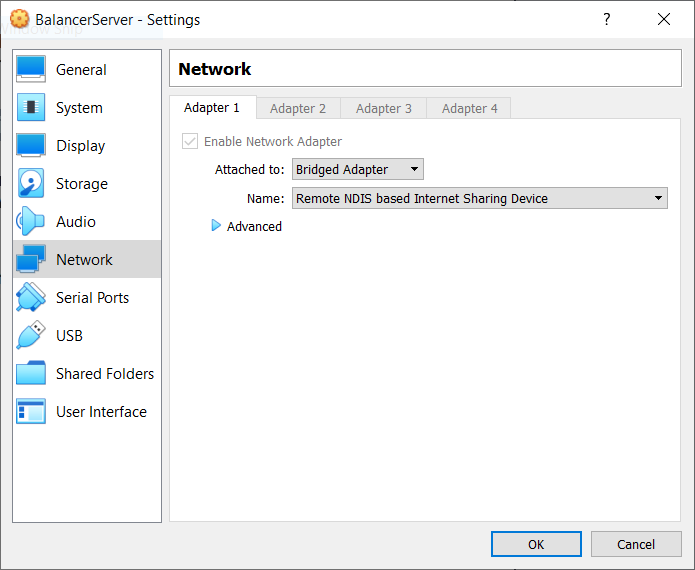 BalancerServer - Settings
?
General
System
Display
Storage
Audio
Network
Serial Ports
USB
Shared Folders
User Interface
Network
Adapter 1
Adapter 2
Adapter 3
Adapter 4
Enable Network Adapter
Attached to: Bridged Adapter
Name: Remote NDIS based Internet Sharing Device
Advanced
OK
Cancel